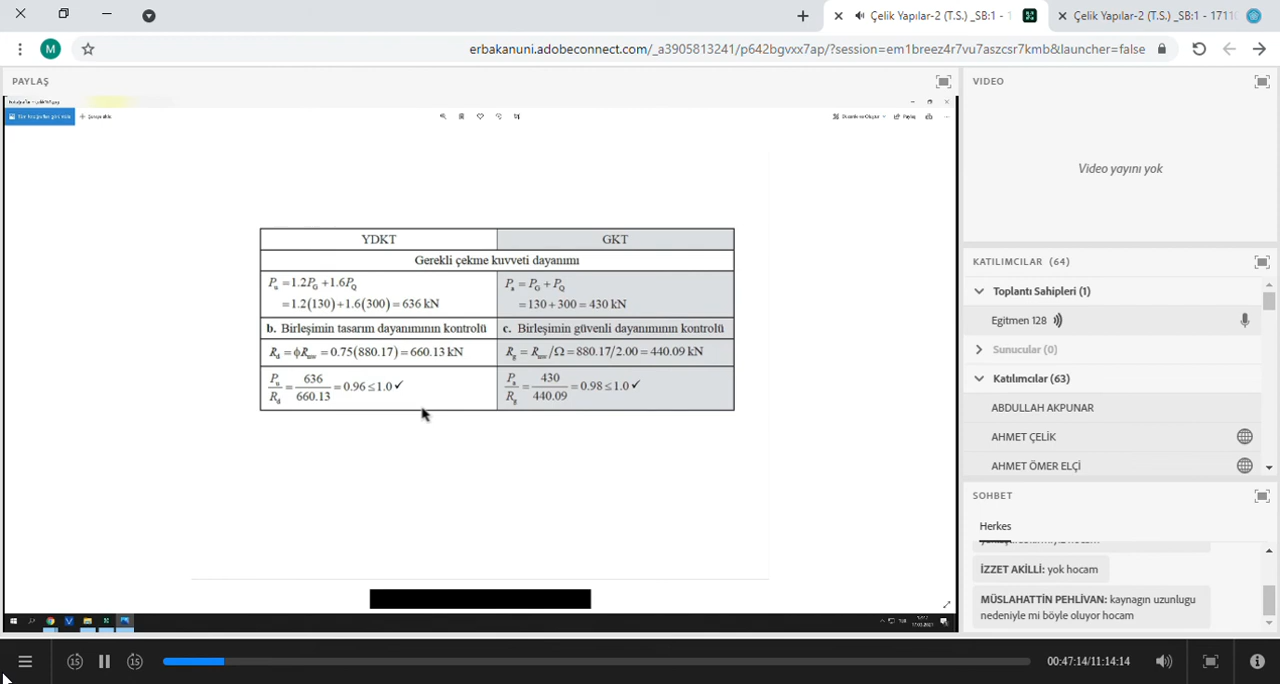 Çelik Yapılar-2 (T.S.) _SB:1 - 1
Çelik Yapılar-2 (T.S.) _SB:1 - 1711
M
erbakanuni.adobeconnect.com/_a3905813241/p642bgvxx7ap/?session=em1breez4r7vu7aszcsr7kmb&launcher=false
PAYLAŞ
Paylaş
YDKT
GKT
Gerekli çekme kuvveti dayanımı
Pu =1.2PG +1.6PQ
=1.2(130)+1.6(300)=636 kN
Pa = PG + PQ
=130+300=430 kN
b. Birleşimin tasarım dayanımının kontrolü
c. Birleşimin güvenli dayanımının kontrolü
Rd =ϕRnw =0.75(880.17)=660.13 kN
Rg = Rnw/Ω=880.17/2.00=440.09 kN
Pu/Rd = 636/660.13 =0.96≤1.0✓
Pa/Rg = 430/440.09 =0.98≤1.0✓
VIDEO
Video yayını yok
KATILIMCILAR (64)
Toplantı Sahipleri (1)
Egitmen 128
Sunucular (0)
Katılımcılar (63)
ABDULLAH AKPUNAR
AHMET ÇELİK
AHMET ÖMER ELÇİ
SOHBET
Herkes
İZZET AKİLLİ: yok hocam
MÜSLAHATTİN PEHLİVAN: kaynagın uzunlugu
nedeniyle mi böyle oluyor hocam
15
15
00:47:14/11:14:14